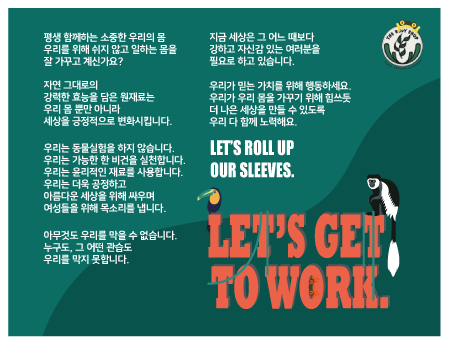 평생 함께하는 소중한 우리의 몸
우리를 위해 쉬지 않고 일하는 몸을
잘 가꾸고 계신가요?
자연 그대로의
강력한 효능을 담은 원재료는
우리 몸 뿐만 아니라
세상을 긍정적으로 변화시킵니다.
우리는 동물실험을 하지 않습니다.
우리는 가능한 한 비건을 실천합니다.
우리는 윤리적인 재료를 사용합니다.
우리는 더욱 공정하고
아름다운 세상을 위해 싸우며
여성들을 위해 목소리를 냅니다.
아무것도 우리를 막을 수 없습니다.
누구도, 그 어떤 관습도
우리를 막지 못합니다.
지금 세상은 그 어느 때보다
강하고 자신감 있는 여러분을
필요로 하고 있습니다.
우리가 믿는 가치를 위해 행동하세요.
우리가 우리 몸을 가꾸기 위해 힘쓰듯
더 나은 세상을 만들 수 있도록
우리 다 함께 노력해요.
LET'S ROLL UP
OUR SLEEVES.
LET'S GET
TO WORK.
THE BODY SHOP